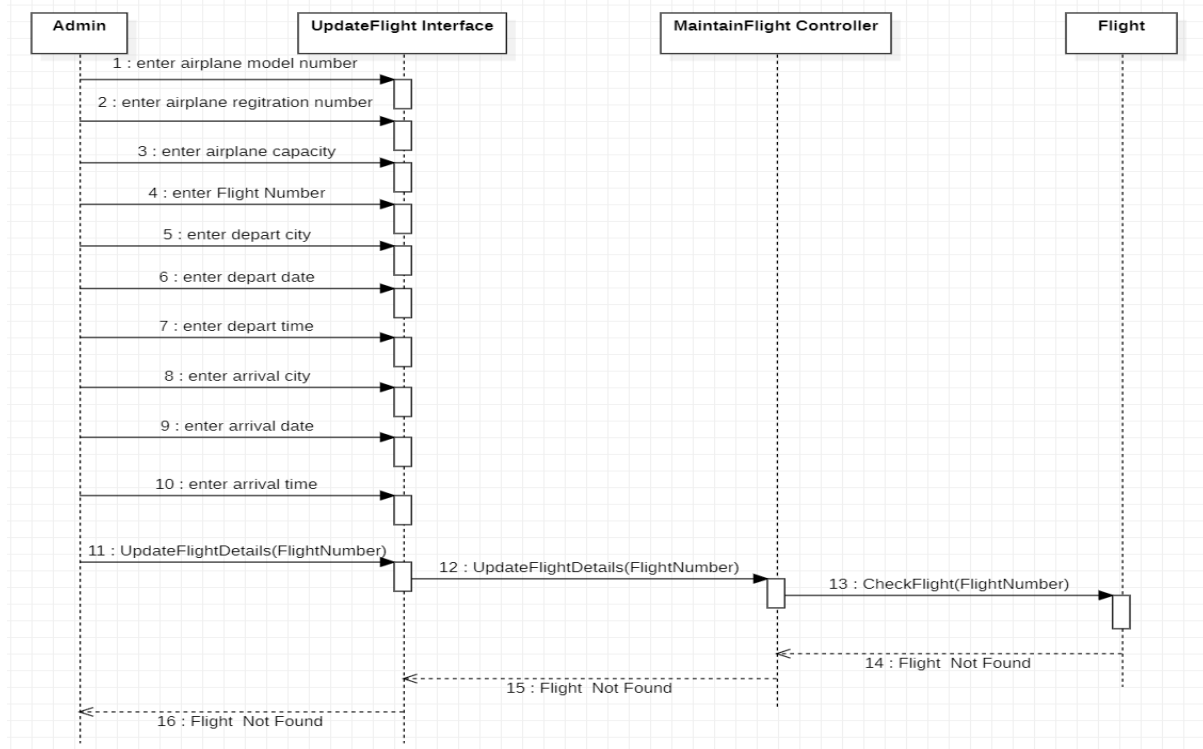 Admin
UpdateFlight Interface
MaintainFlight Controller
Flight
1 : enter airplane model number
2 : enter airplane regitration number
3 : enter airplane capacity
4 : enter Flight Number
5 : enter depart city
6 : enter depart date
7 : enter depart time
8 : enter arrival city
9 : enter arrival date
10 : enter arrival time
11 : UpdateFlightDetails(FlightNumber)
12 : UpdateFlightDetails(FlightNumber)
13 : CheckFlight(FlightNumber)
14 : Flight  Not Found
15 : Flight  Not Found
16 : Flight  Not Found